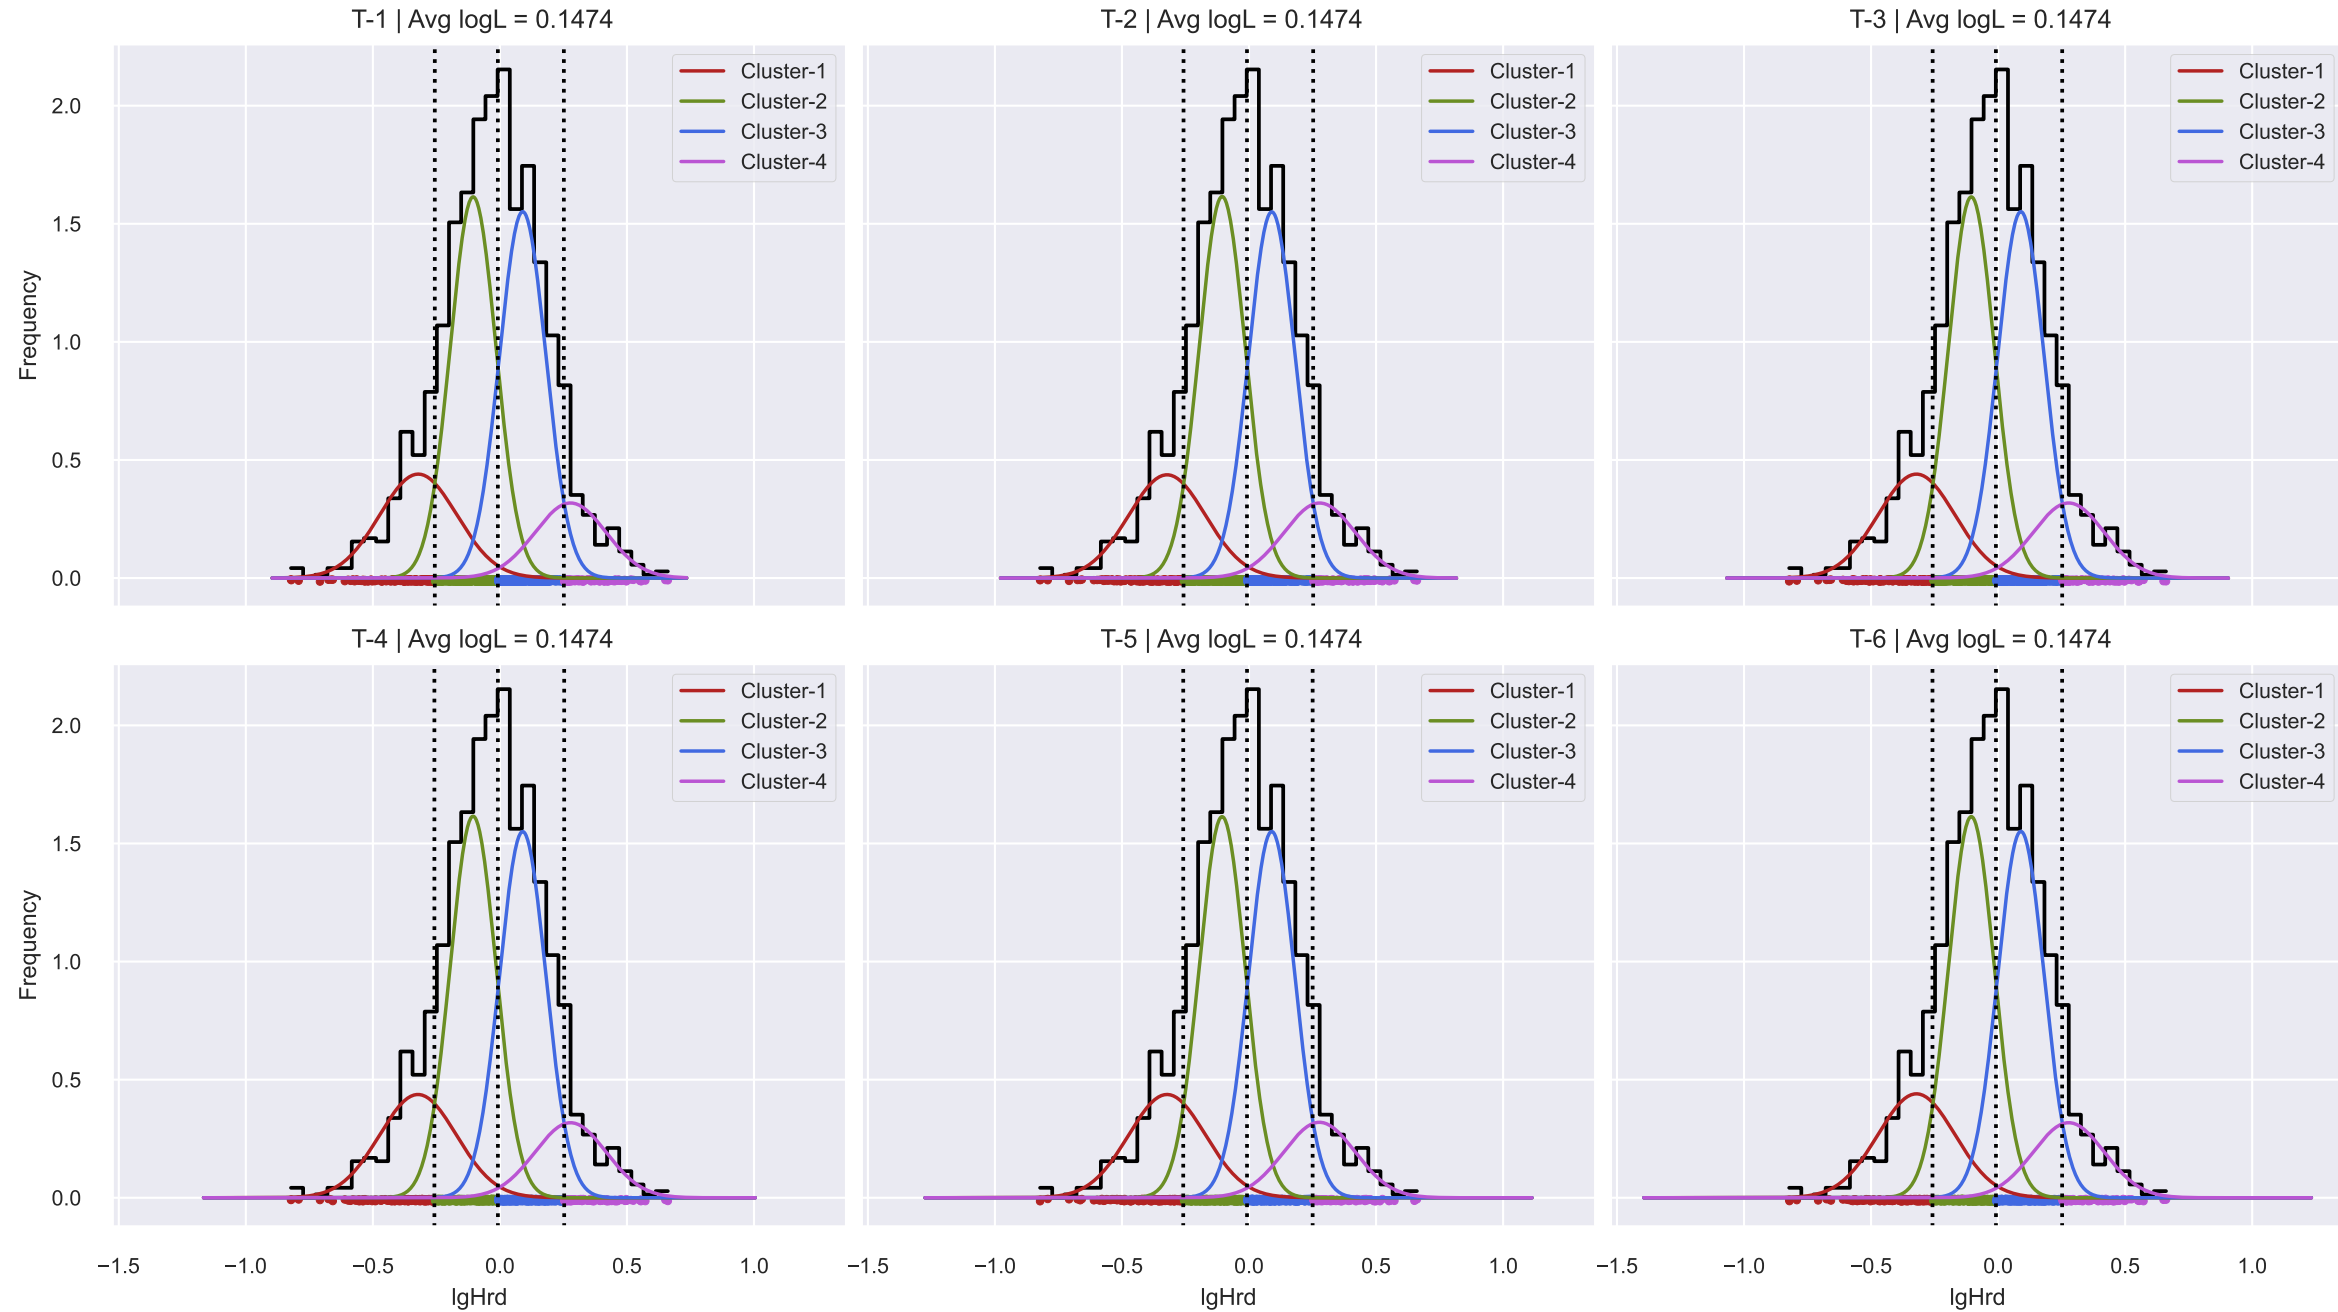 T-1 | Avg logL = 0.1474
T-2 | Avg logL = 0.1474
T-3 | Avg logL = 0.1474
Frequency
2.0
1.5
1.0
0.5
0.0
Cluster-1
Cluster-2
Cluster-3
Cluster-4
Cluster-1
Cluster-2
Cluster-3
Cluster-4
Cluster-1
Cluster-2
Cluster-3
Cluster-4
T-4 | Avg logL = 0.1474
T-5 | Avg logL = 0.1474
T-6 | Avg logL = 0.1474
Frequency
2.0
1.5
1.0
0.5
0.0
Cluster-1
Cluster-2
Cluster-3
Cluster-4
Cluster-1
Cluster-2
Cluster-3
Cluster-4
Cluster-1
Cluster-2
Cluster-3
Cluster-4
−1.5 −1.0 −0.5 0.0 0.5 1.0
−1.5 −1.0 −0.5 0.0 0.5 1.0
−1.5 −1.0 −0.5 0.0 0.5 1.0
lgHrd
lgHrd
lgHrd